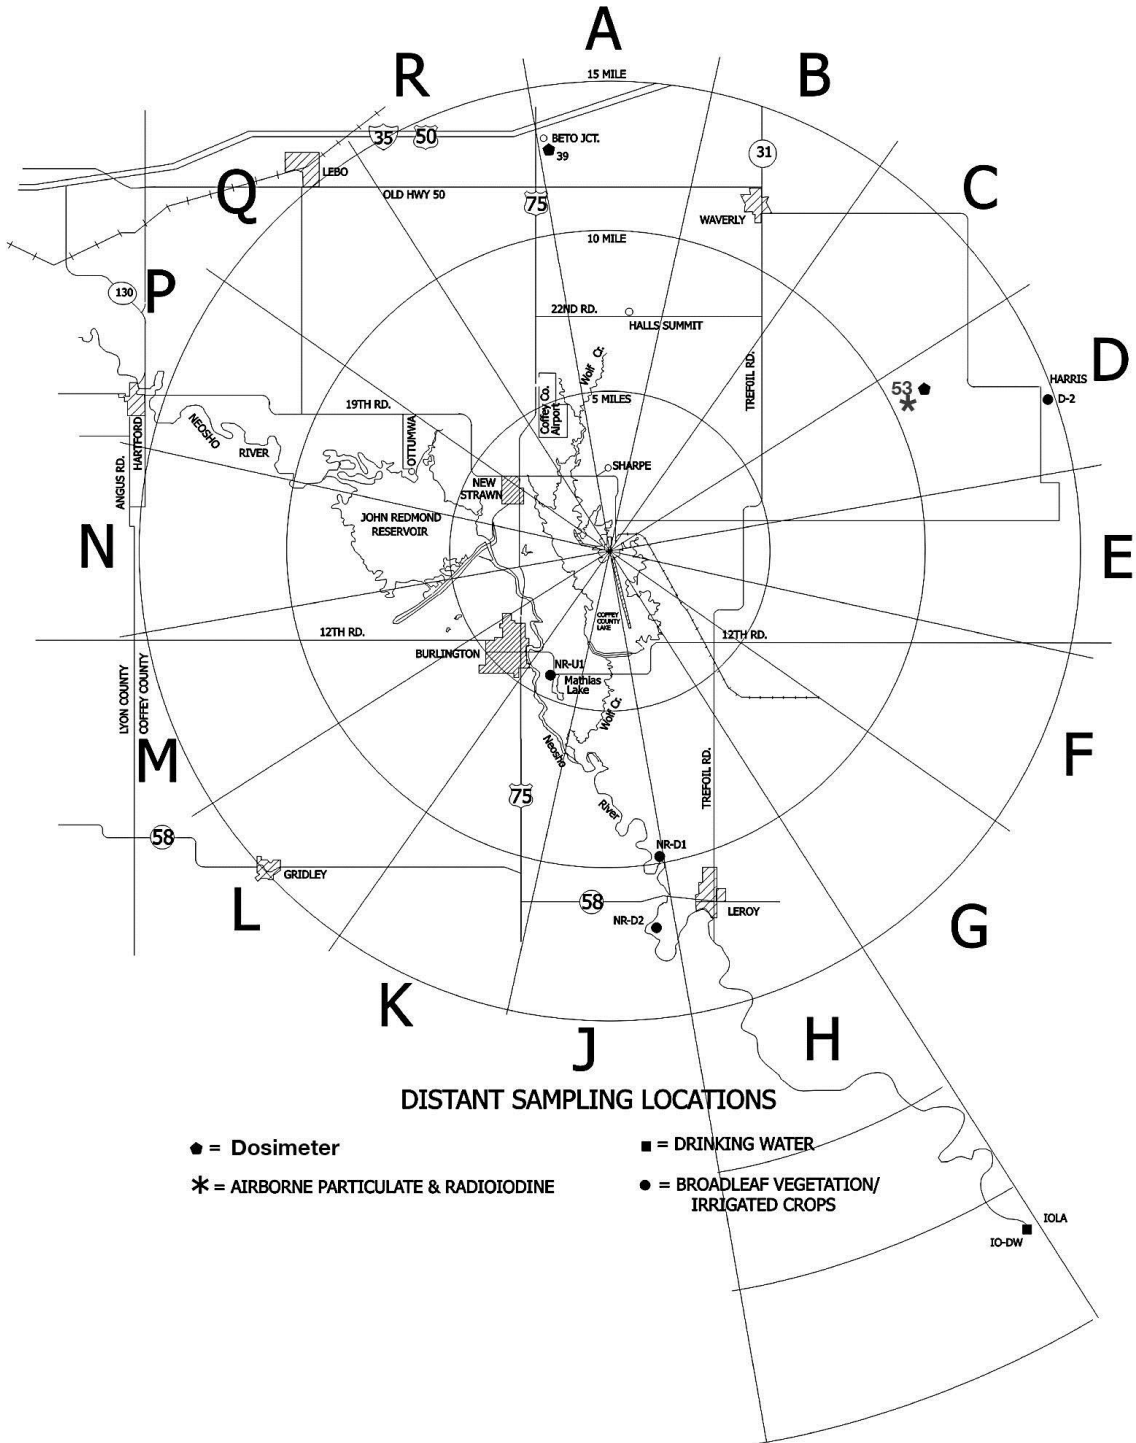 A
15 MILE
R
B
35
50
BETO JCT.
39
31
LEBO
C
Q
OLD HWY 50
75
WAVERLY
10 MILE
P
130
22ND RD.
HALLS SUMMIT
D
Wolf Cr.
TREFOIL RD.
HARRIS
53
D-2
5 MILES
Coffey Co.
Airport
19TH RD.
NEOSHO
RIVER
OTTUMWA
HARTFORD
ANGUS RD.
SHARPE
NEW
STRAWN
JOHN REDMOND
RESERVOIR
N
E
COFFEY
COUNTY
LAKE
12TH RD.
12TH RD.
BURLINGTON
NR-U1
Mathias
Lake
LYON COUNTY
COFFEY COUNTY
Wolf Cr.
M
Neosho
F
TREFOIL RD.
75
River
58
NR-D1
GRIDLEY
L
58
LEROY
NR-D2
G
K
J
H
DISTANT SAMPLING LOCATIONS
= Dosimeter
= DRINKING WATER
= AIRBORNE PARTICULATE & RADIOIODINE
= BROADLEAF VEGETATION/
IRRIGATED CROPS
IOLA
IO-DW